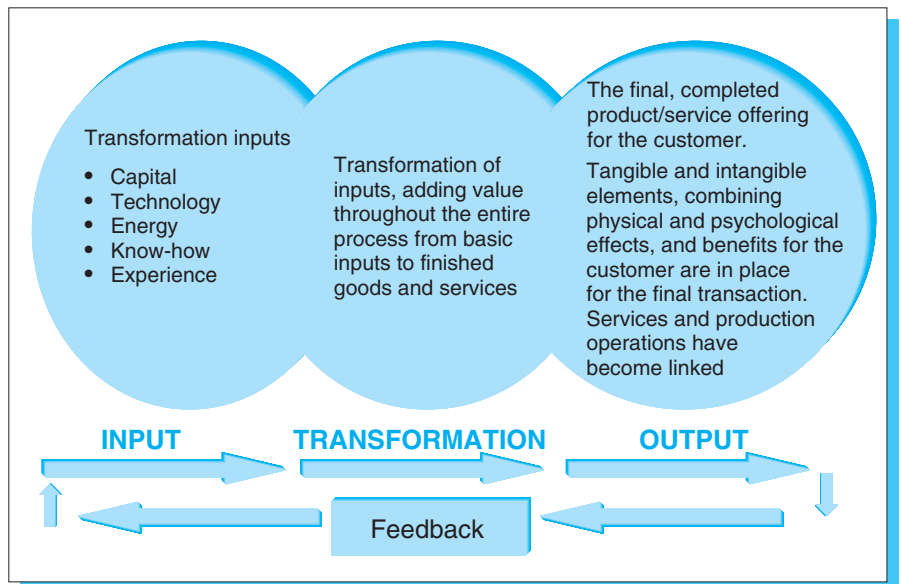 Transformation inputs
• Capital
• Technology
• Energy
• Know-how
• Experience
Transformation of
inputs, adding value
throughout the entire
process from basic
inputs to finished
goods and services
The final, completed
product/service offering
for the customer.
Tangible and intangible
elements, combining
physical and psychological
effects, and benefits for the
customer are in place
for the final transaction.
Services and production
operations have
become linked
INPUT
TRANSFORMATION
OUTPUT
Feedback